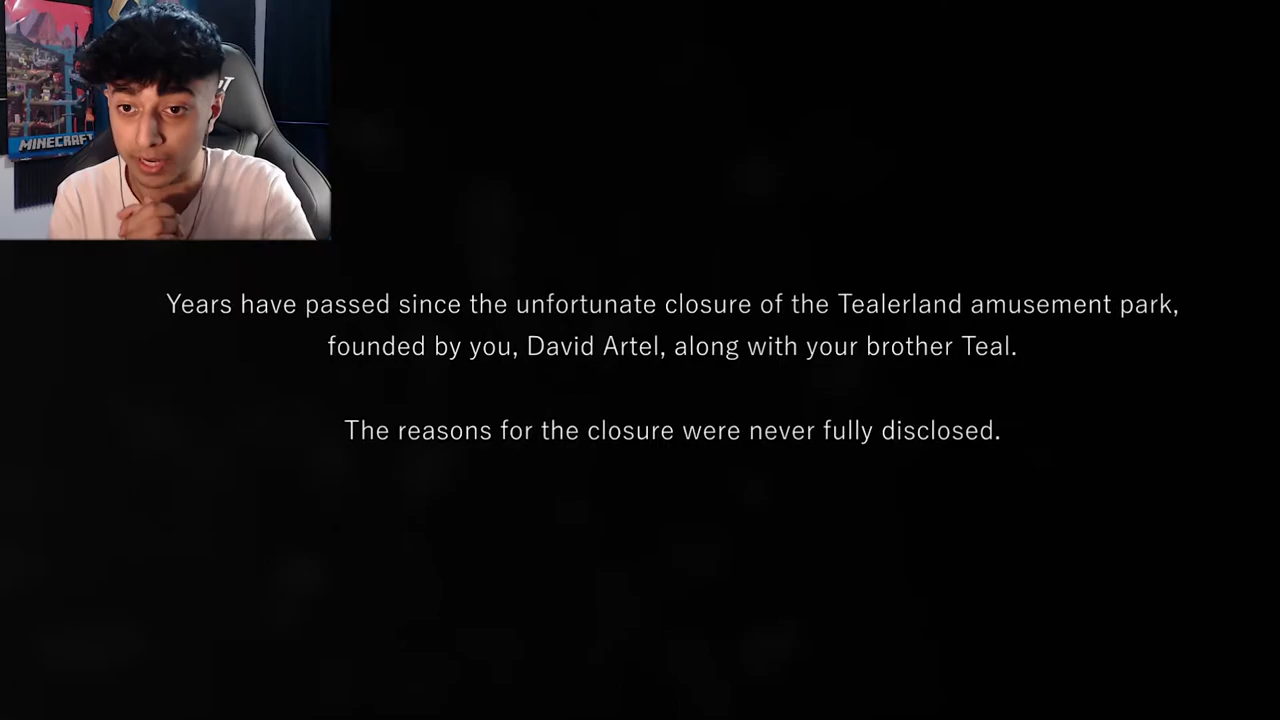 MINECRAFT
Years have passed since the unfortunate closure of the Tealerland amusement park,
founded by you, David Artel, along with your brother Teal.
The reasons for the closure were never fully disclosed.